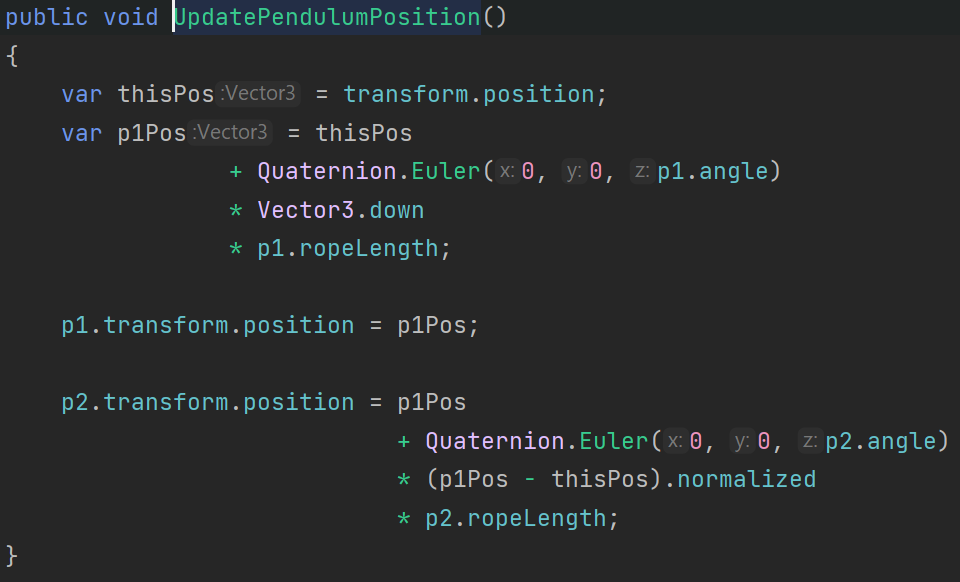 public void UpdatePendulumPosition()
{
var thisPos :Vector3 = transform.position;
var p1Pos :Vector3 = thisPos
+ Quaternion.Euler( x: 0, y: 0, z: p1.angle)
* Vector3.down
* p1.ropeLength;
p1.transform.position = p1Pos;
p2.transform.position = p1Pos
+ Quaternion.Euler( x: 0, y: 0, z: p2.angle)
* (p1Pos - thisPos).normalized
* p2.ropeLength;
}